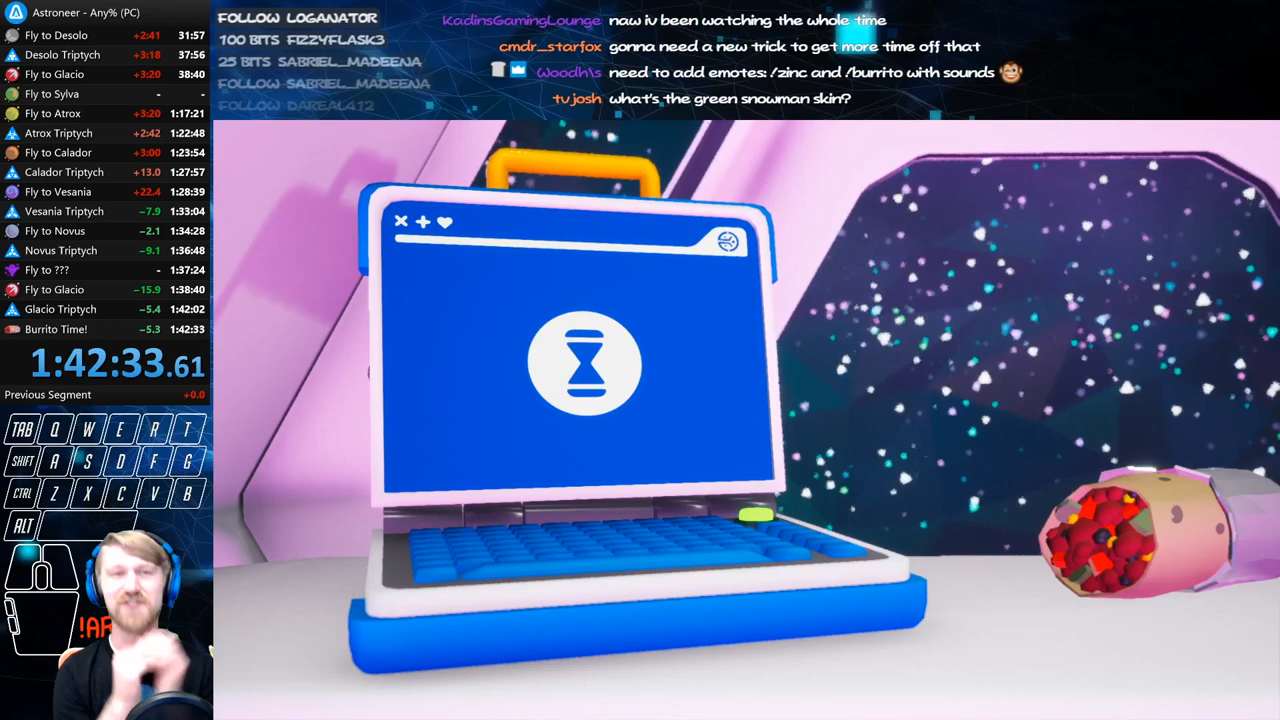 Astroneer - Any% (PC)
Fly to Desolo +2:41 31:57
Desolo Triptych +3:18 37:56
Fly to Glacio +3:20 38:40
Fly to Sylva - -
Fly to Atrox +3:20 1:17:21
Atrox Triptych +2:42 1:22:48
Fly to Calador +3:00 1:23:54
Calador Triptych +13.0 1:27:57
Fly to Vesania +22.4 1:28:39
Vesania Triptych −7.9 1:33:04
Fly to Novus −2.1 1:34:28
Novus Triptych −9.1 1:36:48
Fly to ??? - 1:37:24
Fly to Glacio −15.9 1:38:40
Glacio Triptych −5.4 1:42:02
Burrito Time! −5.3 1:42:33
1:42:33.61
Previous Segment +0.0
TAB Q W E R T
SHIFT A S D F G
CTRL Z X C V B
ALT
!AR
FOLLOW LOGANATOR
100 BITS FIZZYFLASK3
25 BITS SABRIEL_MADEENA
FOLLOW SABRIEL_MADEENA
FOLLOW DAREAL412
KadinsGamingLounge naw iv been watching the whole time
cmdr_starfox gonna need a new trick to get more time off that
Woodh\s need to add emotes: !zinc and !burrito with sounds
tvjosh what's the green snowman skin?